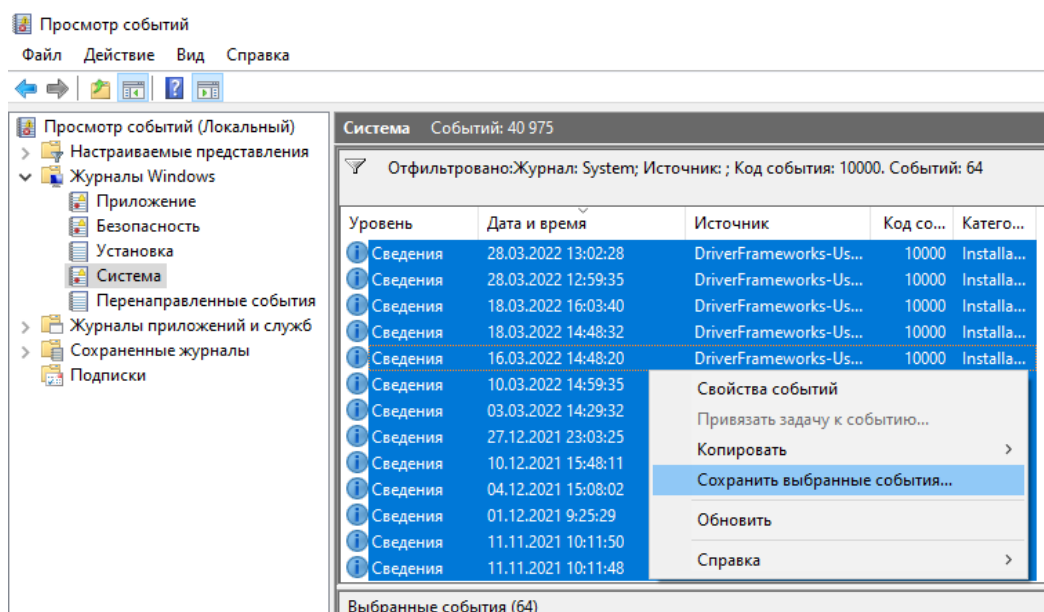 Просмотр событий
Файл Действие Вид Справка
Просмотр событий (Локальный)
Настраиваемые представления
Журналы Windows
Приложение
Безопасность
Установка
Система
Перенаправленные события
Журналы приложений и служб
Сохраненные журналы
Подписки
Система Событий: 40 975
Отфильтровано:Журнал: System; Источник: ; Код события: 10000. Событий: 64
Уровень Дата и время Источник Код со... Катего...
Сведения 28.03.2022 13:02:28 DriverFrameworks-Us... 10000 Installa...
Сведения 28.03.2022 12:59:35 DriverFrameworks-Us... 10000 Installa...
Сведения 18.03.2022 16:03:40 DriverFrameworks-Us... 10000 Installa...
Сведения 18.03.2022 14:48:32 DriverFrameworks-Us... 10000 Installa...
Сведения 16.03.2022 14:48:20 DriverFrameworks-Us... 10000 Installa...
Сведения 10.03.2022 14:59:35
Сведения 03.03.2022 14:29:32
Сведения 27.12.2021 23:03:25
Сведения 10.12.2021 15:48:11
Сведения 04.12.2021 15:08:02
Сведения 01.12.2021 9:25:29
Сведения 11.11.2021 10:11:50
Сведения 11.11.2021 10:11:48
Свойства событий
Привязать задачу к событию...
Копировать
Сохранить выбранные события...
Обновить
Справка
Выбранные события (64)